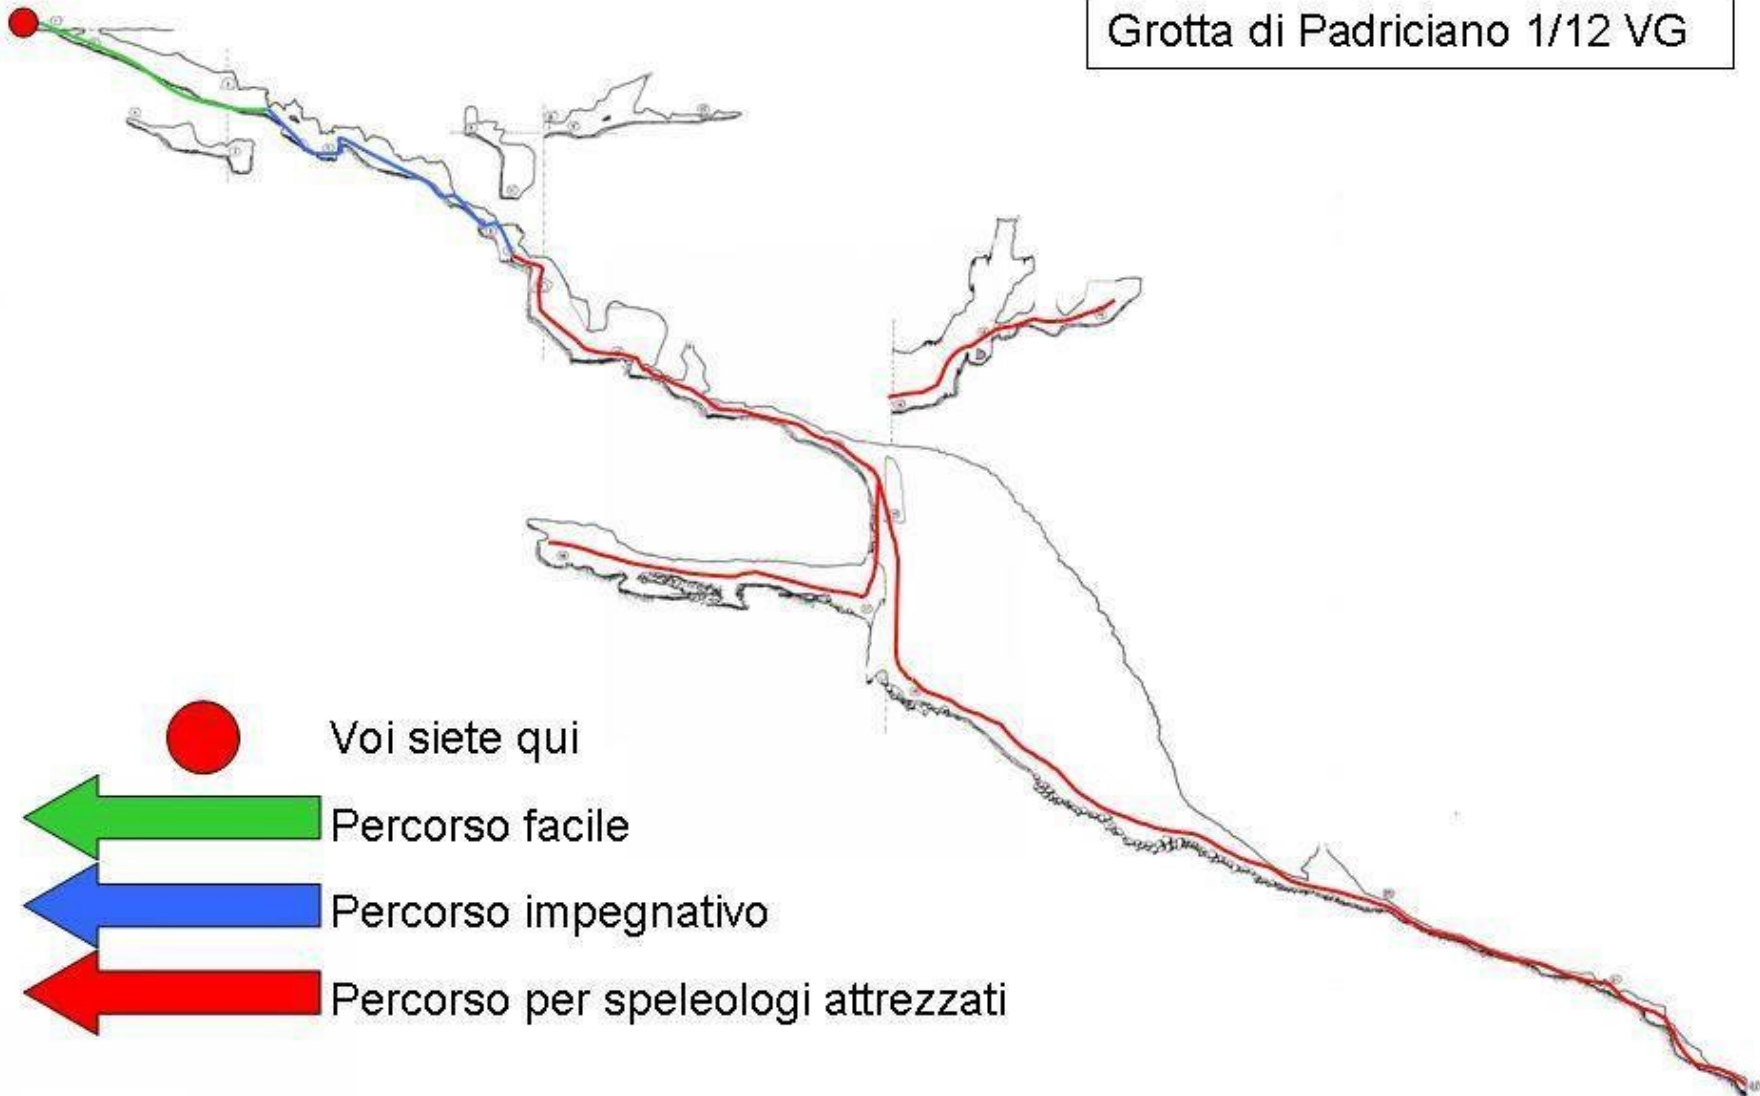 Grotta di Padriciano 1/12 VG
Voi siete qui
Percorso facile
Percorso impegnativo
Percorso per speleologi attrezzati